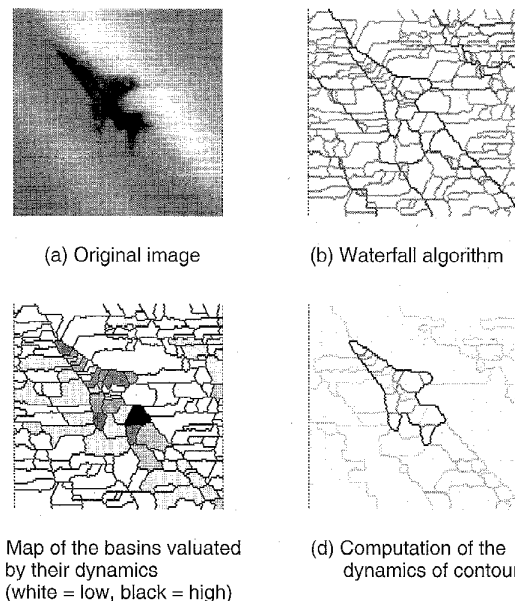 (a) Original image
(b) Waterfall algorithm
Map of the basins valuated
by their dynamics
(white = low, black = high)
(d) Computation of the
dynamics of contour